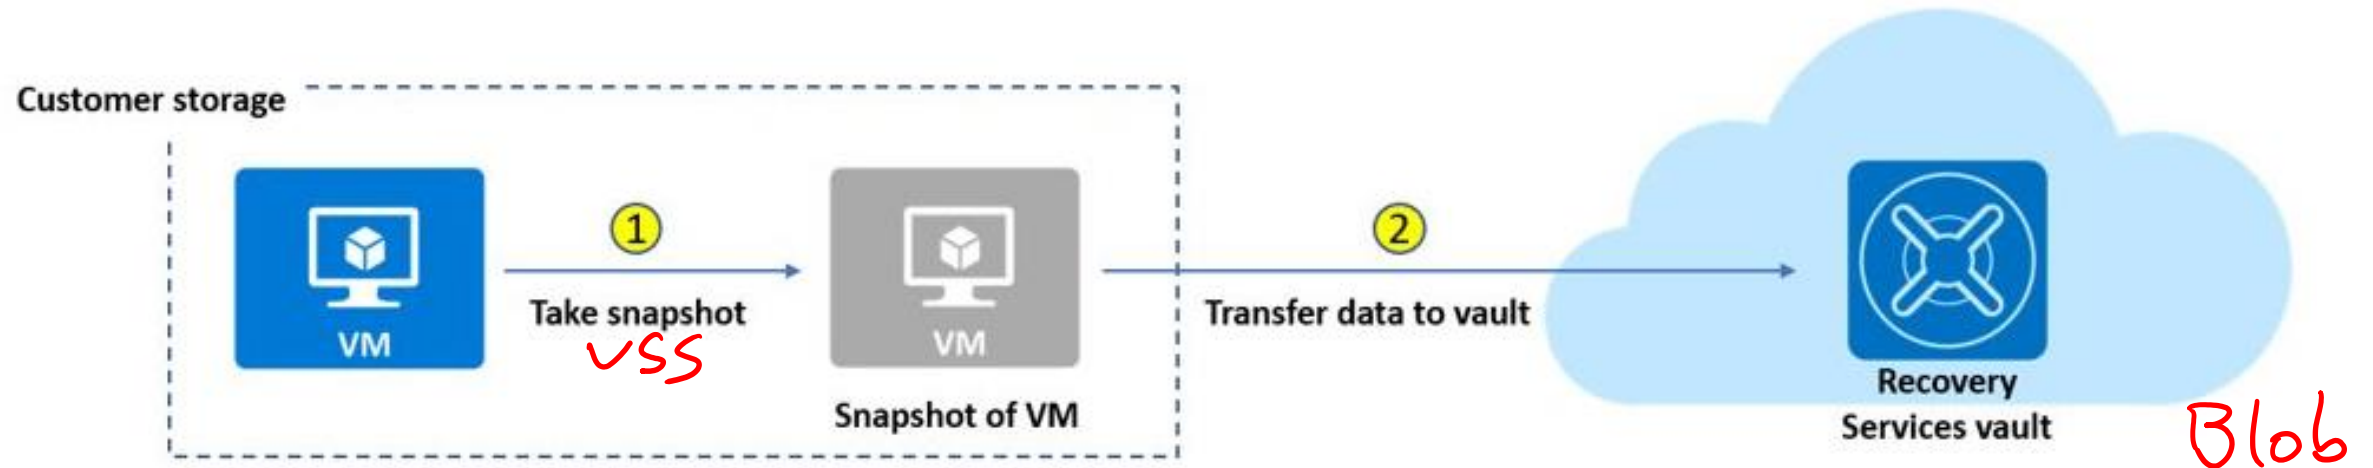 Customer storage
1
2
Take snapshot
VSS
VM
VM
Snapshot of VM
Transfer data to vault
Recovery
Services vault
Blob